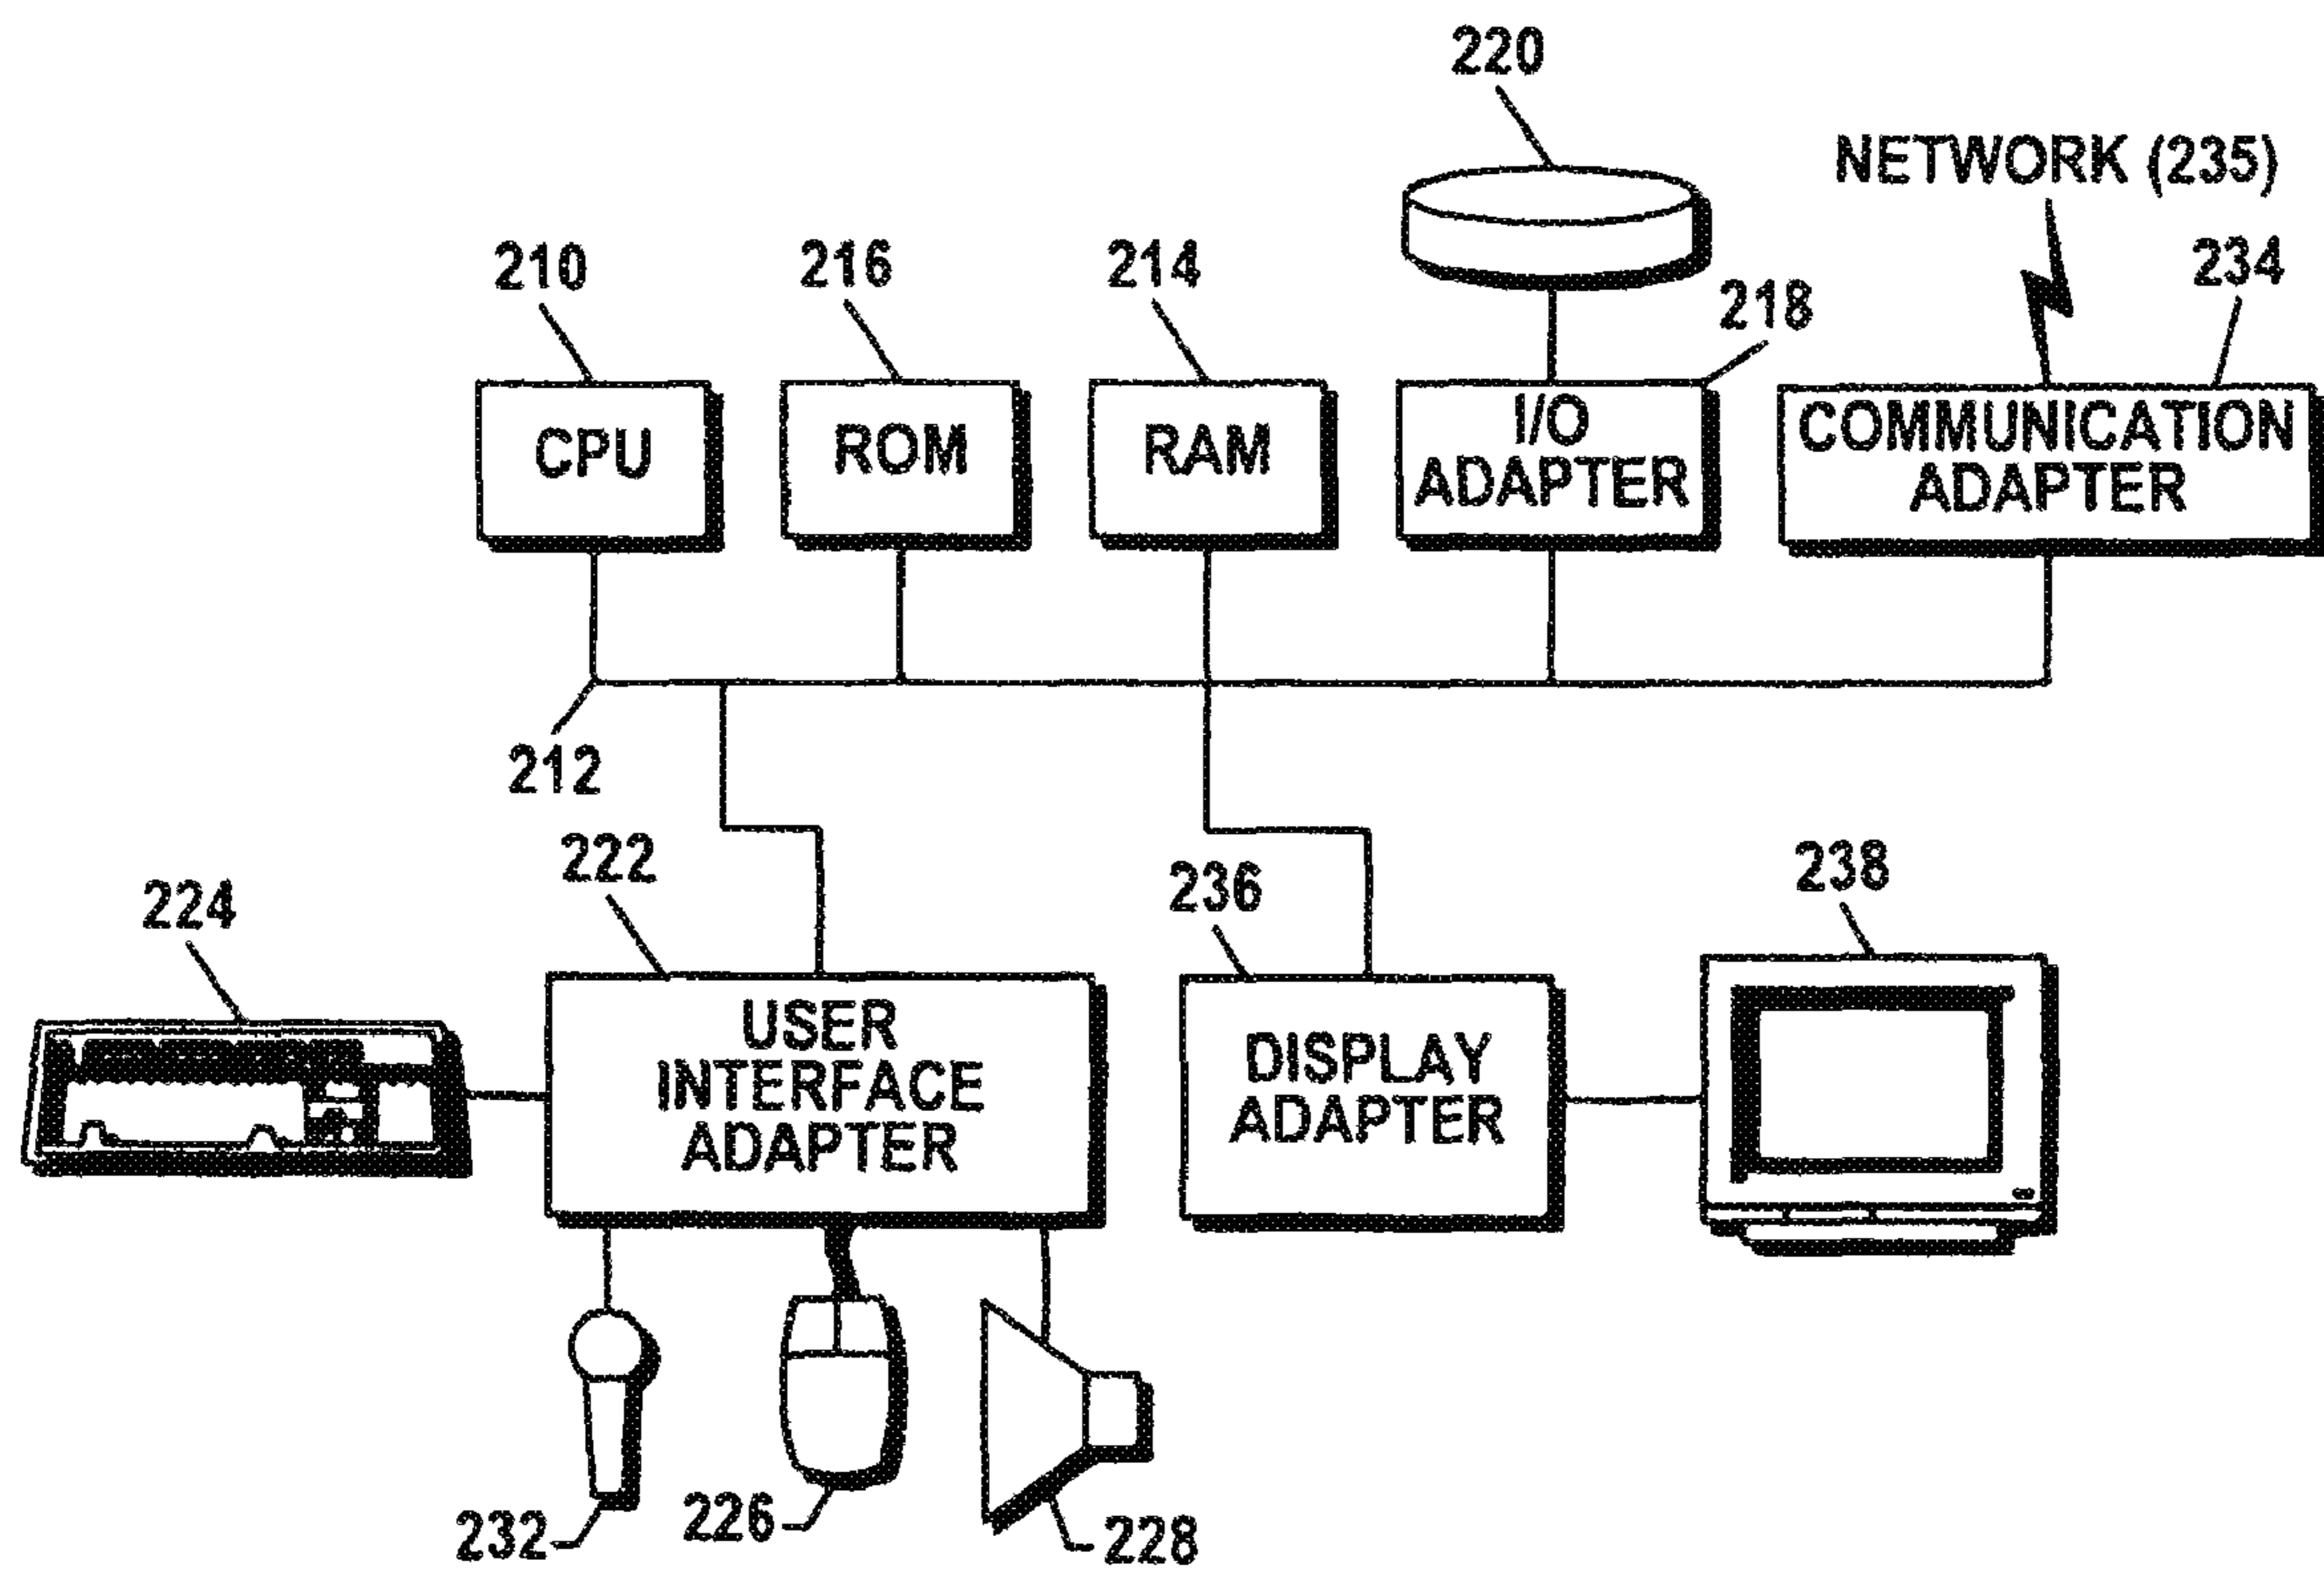 220
NETWORK (235)
210
216
214
218
234
CPU
ROM
RAM
I/O
ADAPTER
COMMUNICATION
ADAPTER
212
222
236
238
224
USER
INTERFACE
ADAPTER
DISPLAY
ADAPTER
232
226
228